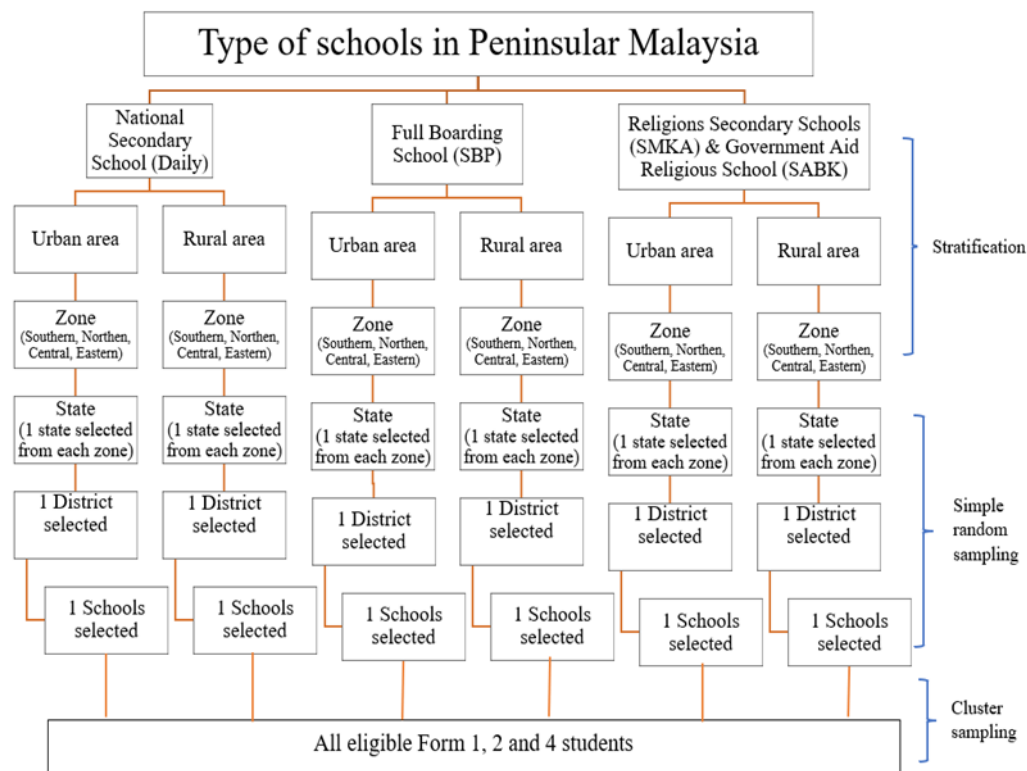 Type of schools in Peninsular Malaysia
National
Secondary
School (Daily)
Full Boarding
School (SBP)
Religions Secondary Schools
(SMKA) & Government Aid
Religious School (SABK)
Urban area
Rural area
Urban area
Rural area
Urban area
Rural area
Stratification
Zone
(Southern, Northen,
Central, Eastern)
Zone
(Southern, Northen,
Central, Eastern)
Zone
(Southern, Northen,
Central, Eastern)
Zone
(Southern, Northen,
Central, Eastern)
Zone
(Southern, Northen,
Central, Eastern)
Zone
(Southern, Northen,
Central, Eastern)
State
(1 state selected
from each zone)
State
(1 state selected
from each zone)
State
(1 state selected
from each zone)
State
(1 state selected
from each zone)
State
(1 state selected
from each zone)
State
(1 state selected
from each zone)
1 District
selected
1 District
selected
1 District
selected
1 District
selected
1 District
selected
1 District
selected
Simple
random
sampling
1 Schools
selected
1 Schools
selected
1 Schools
selected
1 Schools
selected
1 Schools
selected
1 Schools
selected
Cluster
sampling
All eligible Form 1, 2 and 4 students